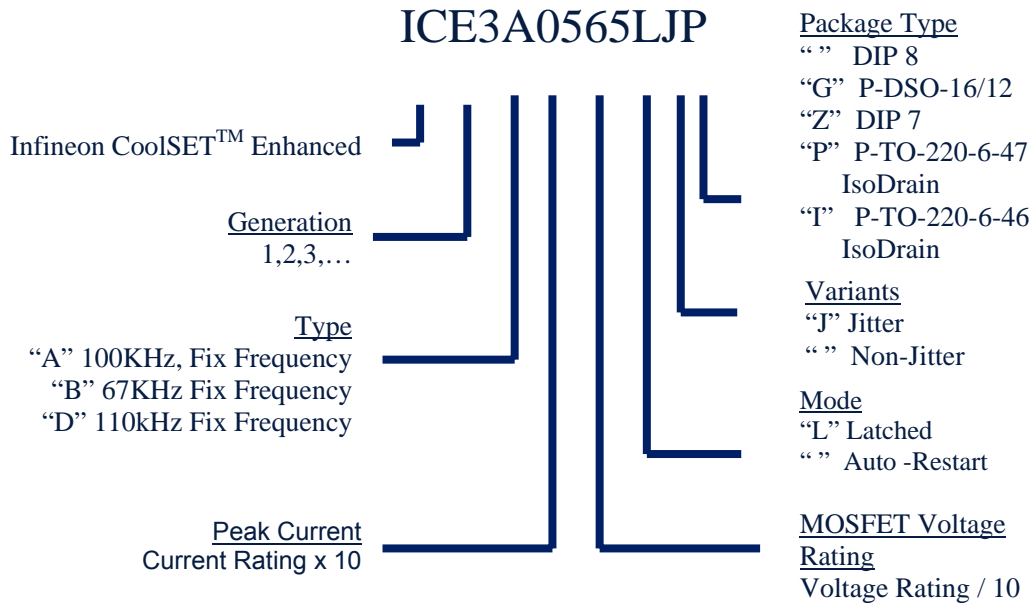 ICE3A0565LJP
Infineon CoolSET™ Enhanced
Generation
1,2,3,…
Type
“A” 100KHz, Fix Frequency
“B” 67KHz Fix Frequency
“D” 110kHz Fix Frequency
Peak Current
Current Rating x 10
Package Type
“ ” DIP 8
“G” P-DSO-16/12
“Z” DIP 7
“P” P-TO-220-6-47
IsoDrain
“I” P-TO-220-6-46
IsoDrain
Variants
“J” Jitter
“ ” Non-Jitter
Mode
“L” Latched
“ ” Auto -Restart
MOSFET Voltage
Rating
Voltage Rating / 10